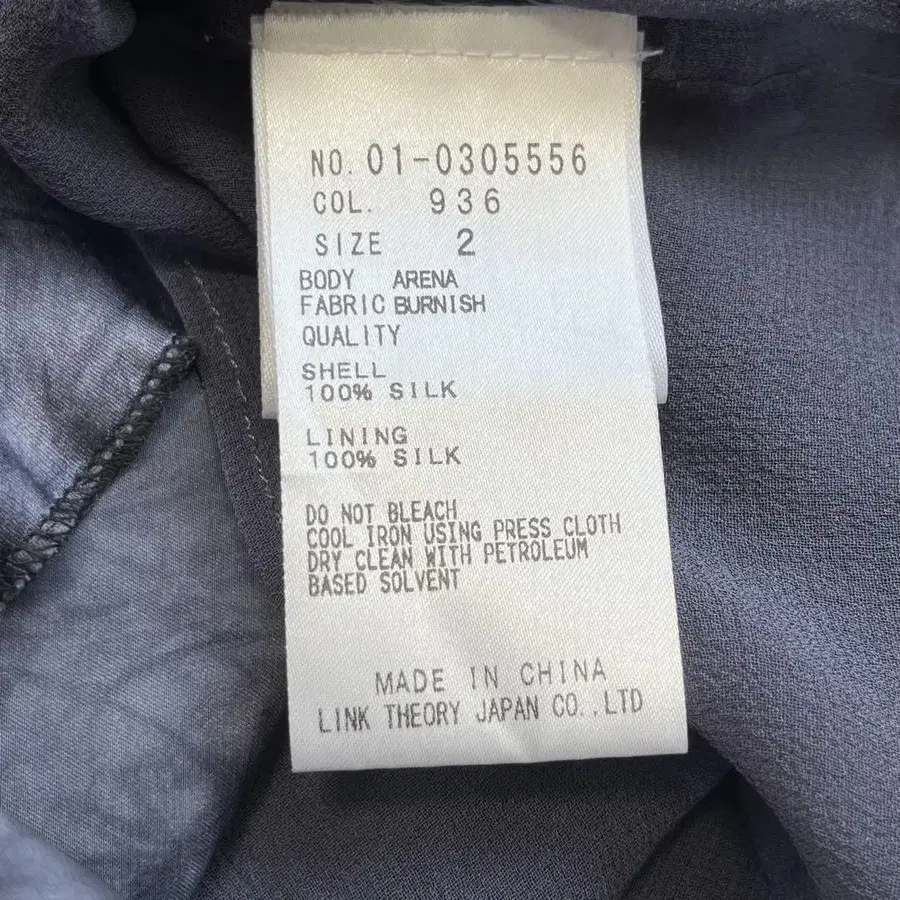 NO. 01-0305556
COL. 936
SIZE 2
BODY ARENA
FABRIC BURNISH
QUALITY
SHELL
100% SILK
LINING
100% SILK
DO NOT BLEACH
COOL IRON USING PRESS CLOTH
DRY CLEAN WITH PETROLEUM
BASED SOLVENT
MADE IN CHINA
LINK THEORY JAPAN CO.,LTD